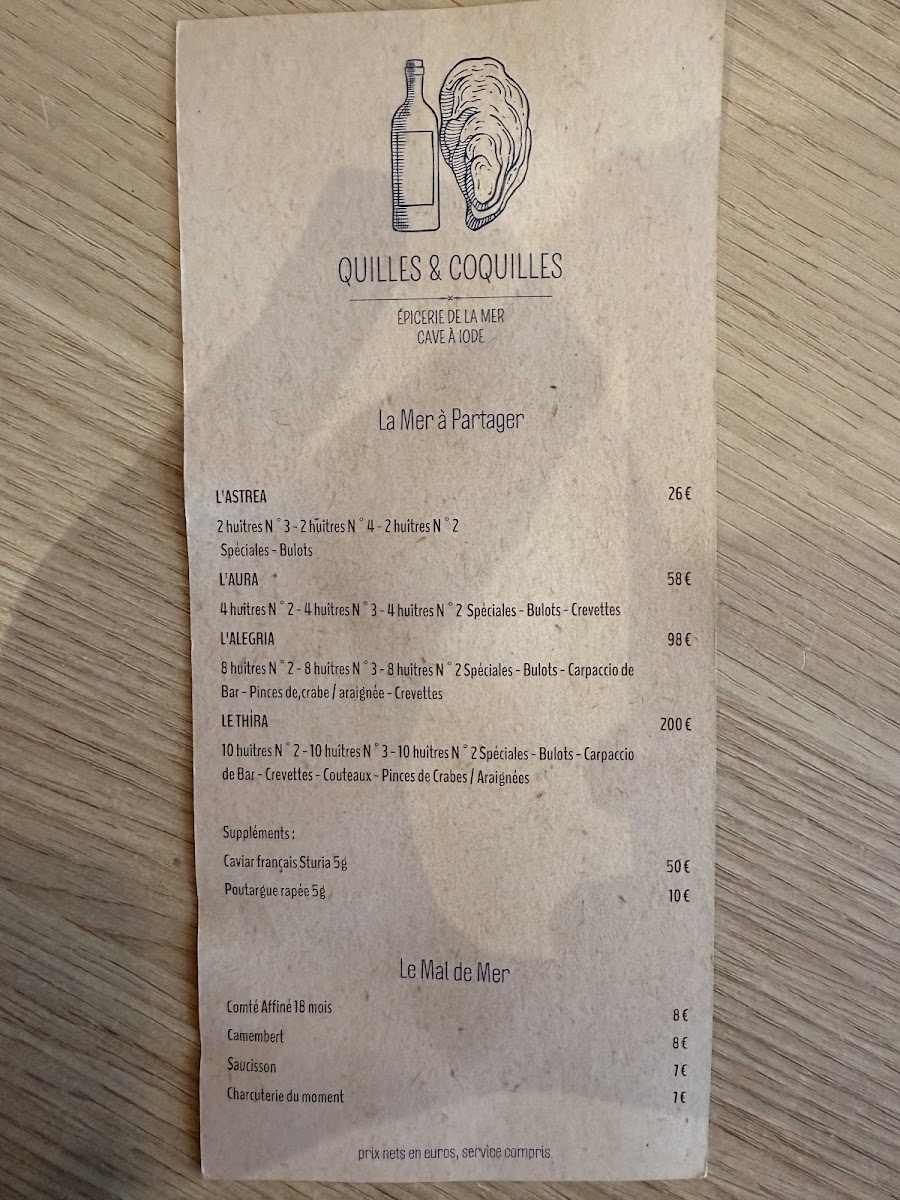 QUILLES & COQUILLES
ÉPICERIE DE LA MER
CAVE À IODE
La Mer à Partager
L'ASTREA 26 €
2 huîtres N°3 - 2 huîtres N°4 - 2 huîtres N°2
Spéciales - Bulots
L'AURA 58 €
4 huîtres N°2 - 4 huîtres N°3 - 4 huîtres N°2 Spéciales - Bulots - Crevettes
L'ALEGRIA 98 €
8 huîtres N°2 - 8 huîtres N°3 - 8 huîtres N°2 Spéciales - Bulots - Carpaccio de
Bar - Pinces de,crabe / araignée - Crevettes
LE THIRA 200 €
10 huîtres N°2 - 10 huîtres N°3 - 10 huîtres N°2 Spéciales - Bulots - Carpaccio
de Bar - Crevettes - Couteaux - Pinces de Crabes / Araignées
Suppléments :
Caviar français Sturia 5g 50 €
Poutargue rapée 5g 10 €
Le Mal de Mer
Comté Affiné 18 mois 8 €
Camembert 8 €
Saucisson 7 €
Charcuterie du moment 7 €
prix nets en euros, service compris.